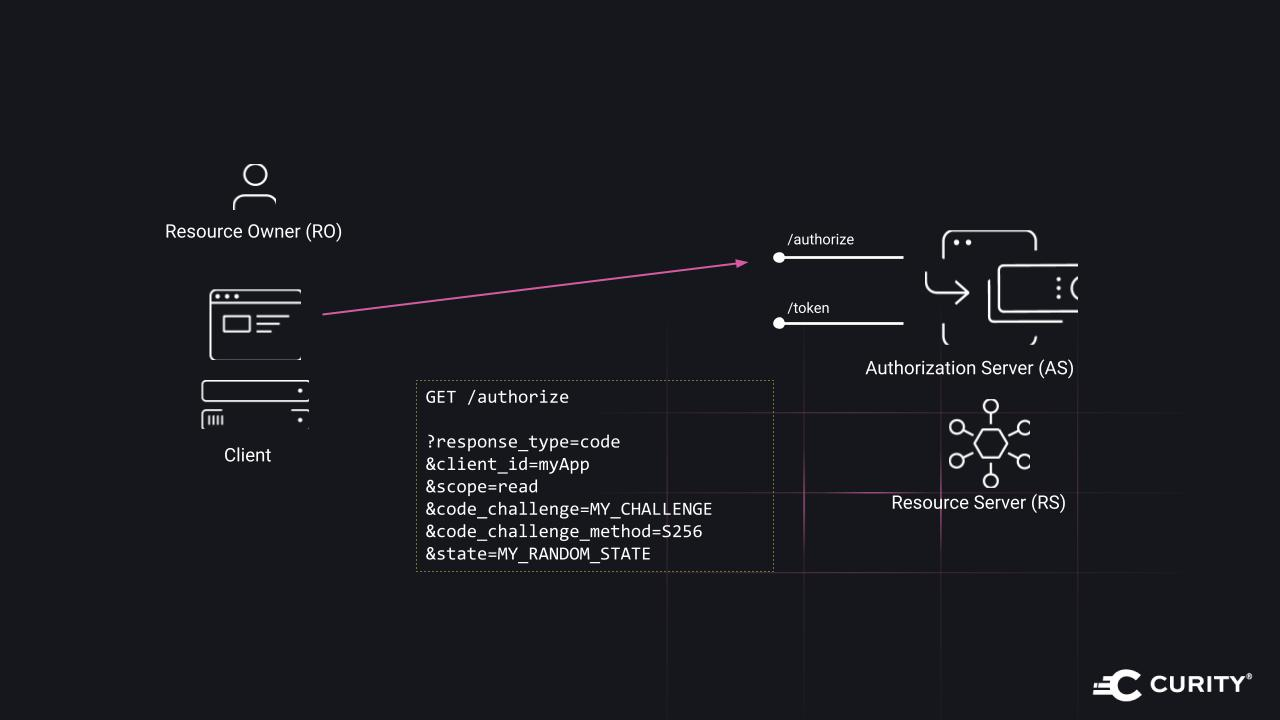 Resource Owner (RO)
/authorize
/token
Authorization Server (AS)
GET /authorize
?response_type=code
&client_id=myApp
&scope=read
&code_challenge=MY_CHALLENGE
&code_challenge_method=S256
&state=MY_RANDOM_STATE
Client
Resource Server (RS)
CURITY®